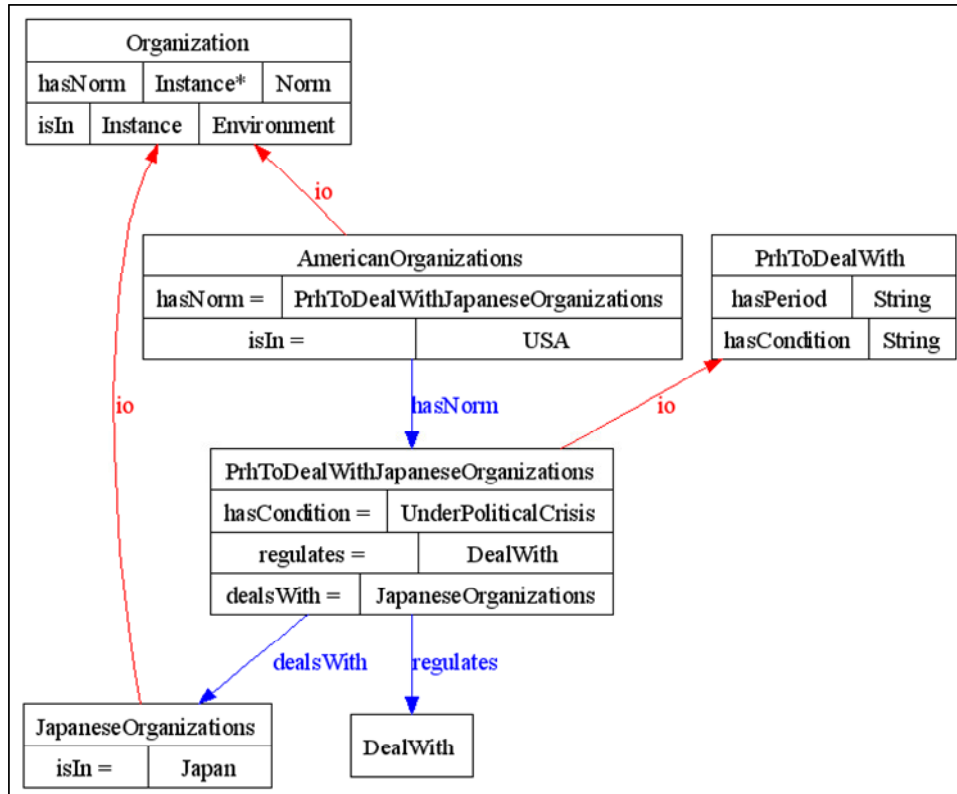 Organization
hasNorm Instance* Norm
isIn Instance Environment
io
AmericanOrganizations
hasNorm = PrhToDealWithJapaneseOrganizations
isIn = USA
PrhToDealWith
hasPeriod String
hasCondition String
io
hasNorm
io
PrhToDealWithJapaneseOrganizations
hasCondition = UnderPoliticalCrisis
regulates = DealWith
dealsWith = JapaneseOrganizations
dealsWith
regulates
JapaneseOrganizations
isIn = Japan
DealWith